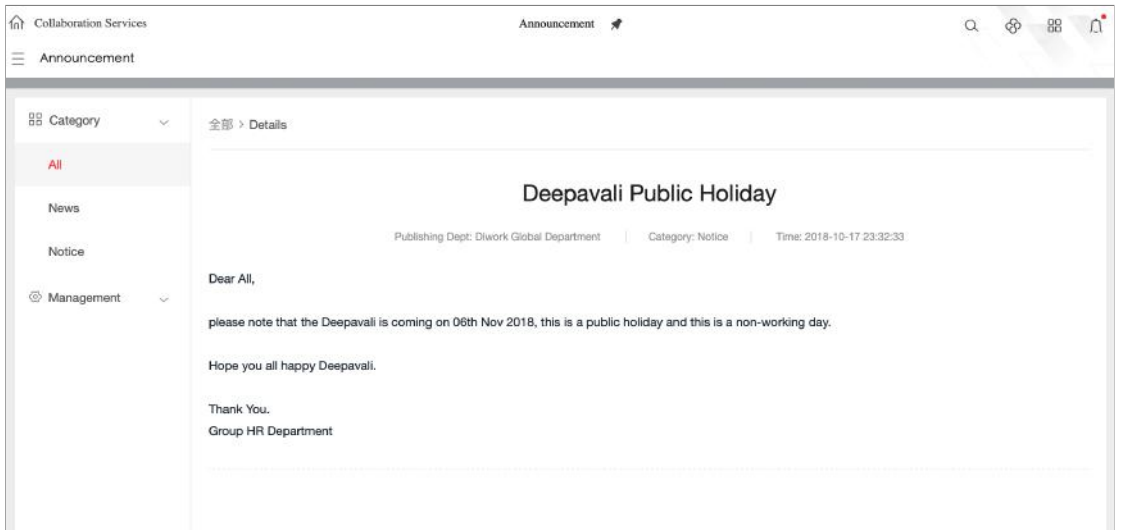 Collaboration Services
Announcement
Announcement
Category
全部 > Details
All
News
Notice
Management
Deepavali Public Holiday
Publishing Dept: Diwork Global Department | Category: Notice | Time: 2018-10-17 23:32:33
Dear All,
please note that the Deepavali is coming on 06th Nov 2018, this is a public holiday and this is a non-working day.
Hope you all happy Deepavali.
Thank You.
Group HR Department